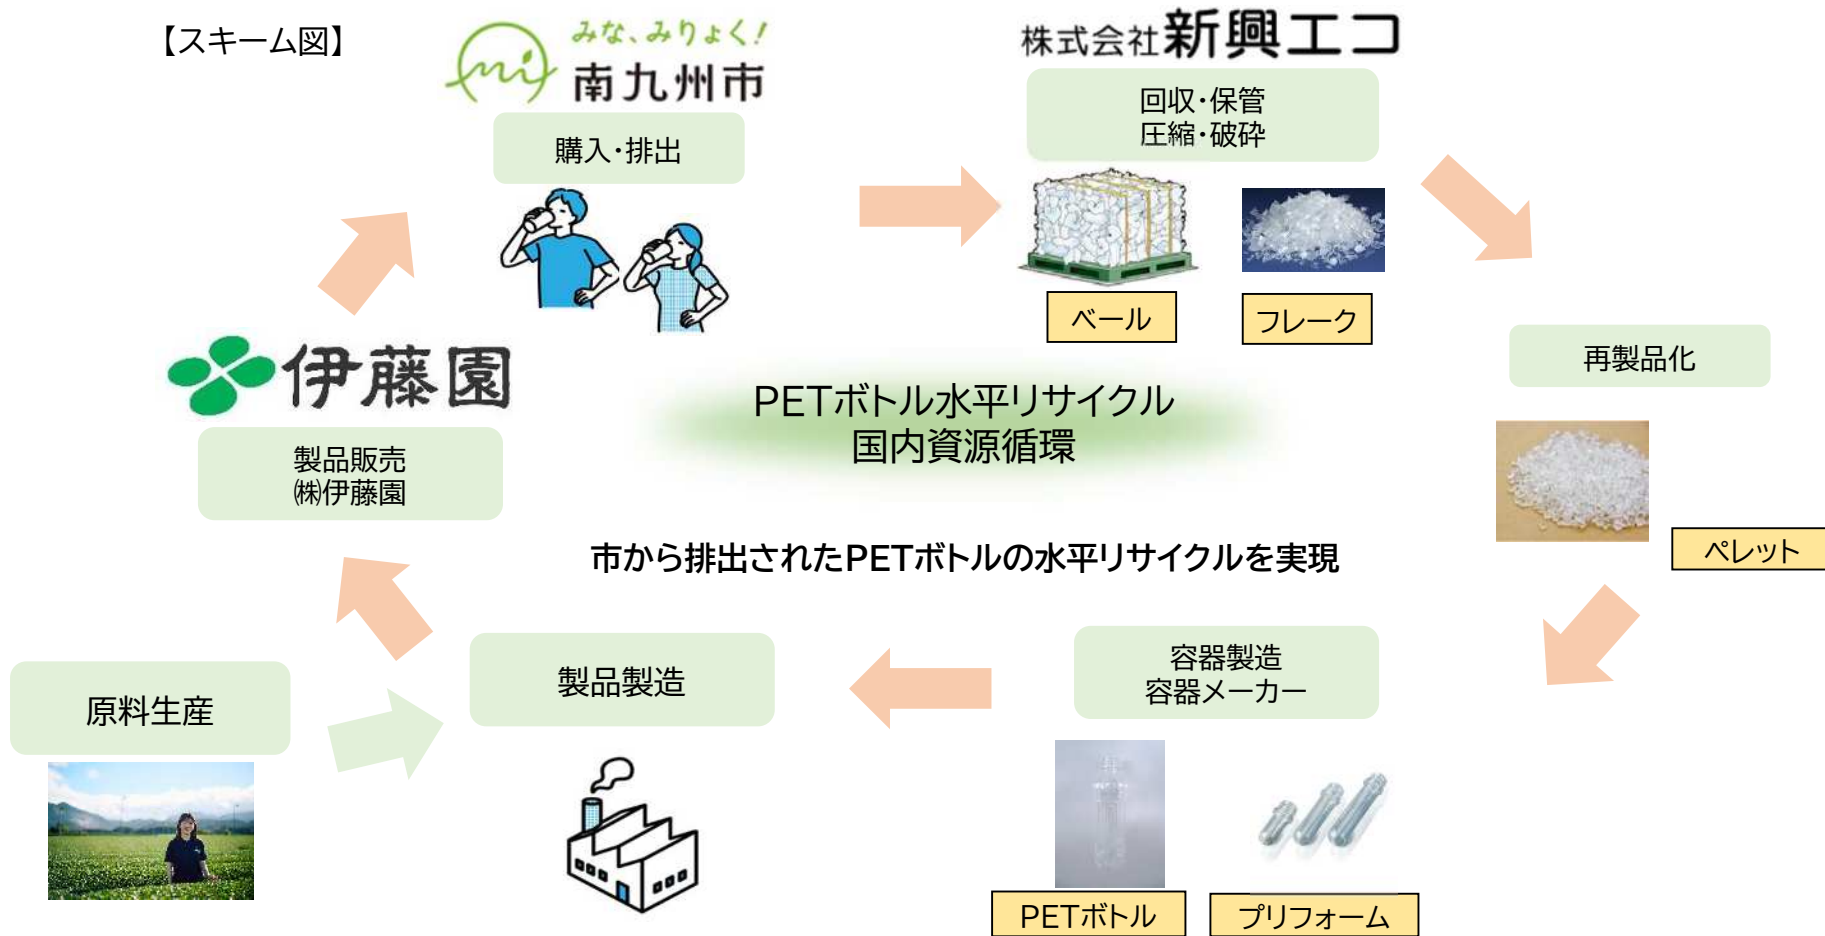 【スキーム図】
みな、みりょく!
南九州市
購入・排出
株式会社新興エコ
回収・保管
圧縮・破砕
ベール
フレーク
再製品化
ペレット
伊藤園
製品販売
㈱伊藤園
PETボトル水平リサイクル
国内資源循環
市から排出されたPETボトルの水平リサイクルを実現
原料生産
製品製造
容器製造
容器メーカー
PETボトル
プリフォーム